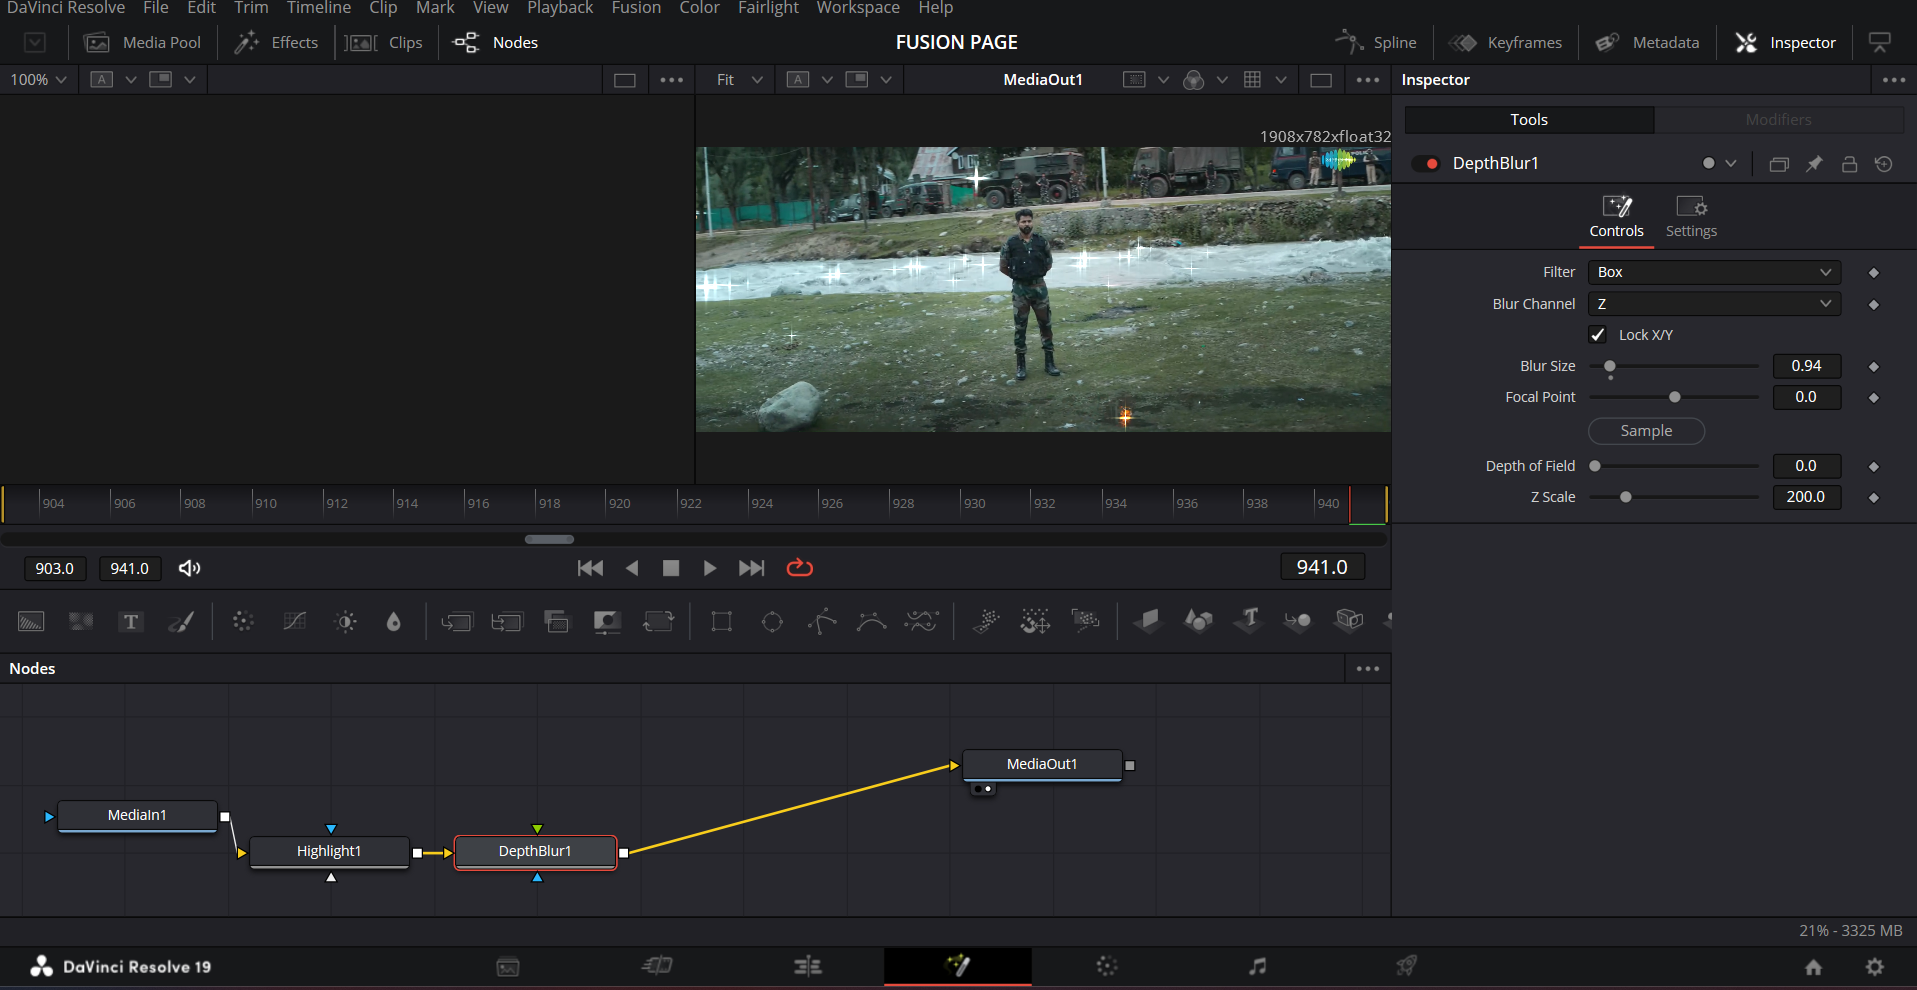 DaVinci Resolve File Edit Trim Timeline Clip Mark View Playback Fusion Color Fairlight Workspace Help
Media Pool Effects Clips Nodes FUSION PAGE Spline Keyframes Metadata Inspector
100% A Fit A MediaOut1 Inspector
Tools Modifiers
1908x782xfloat32
DepthBlur1
Controls Settings
Filter Box
Blur Channel Z
Lock X/Y
Blur Size 0.94
Focal Point 0.0
Sample
Depth of Field 0.0
Z Scale 200.0
904 906 908 910 912 914 916 918 920 922 924 926 928 930 932 934 936 938 940
903.0 941.0 941.0
T T
Nodes
MediaOut1
MediaIn1
Highlight1 DepthBlur1
21% - 3325 MB
DaVinci Resolve 19